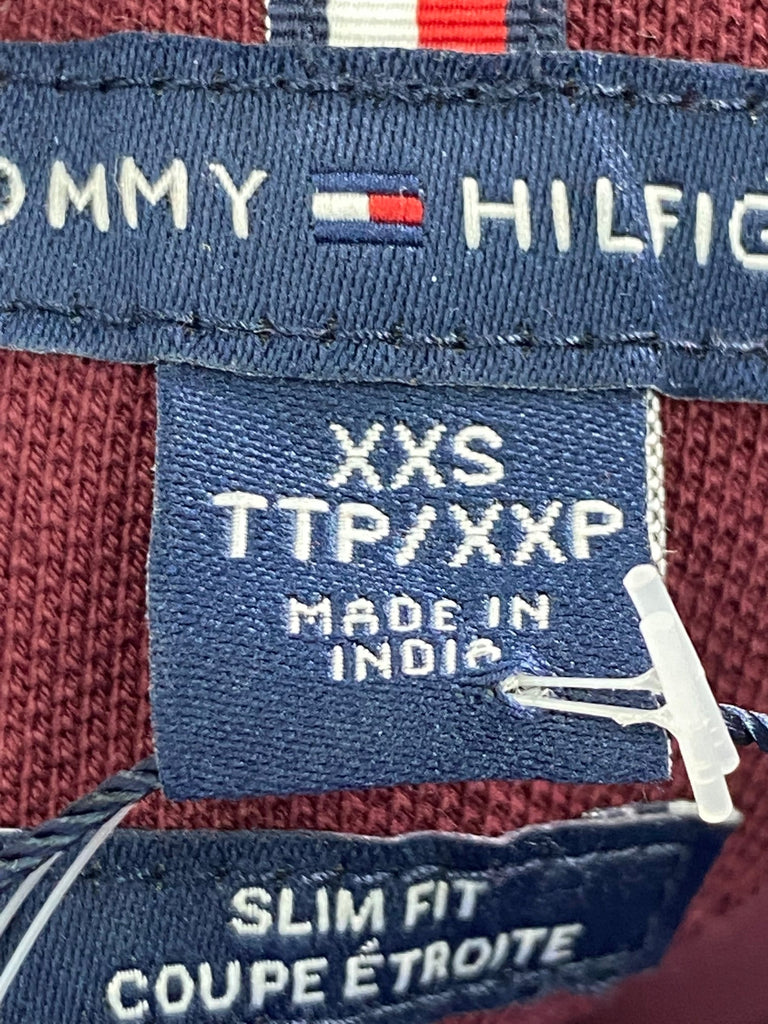 OMMY HILFIG
XXS
TTP/XXP
MADE IN
INDIA
SLIM FIT
COUPE ÉTROITE